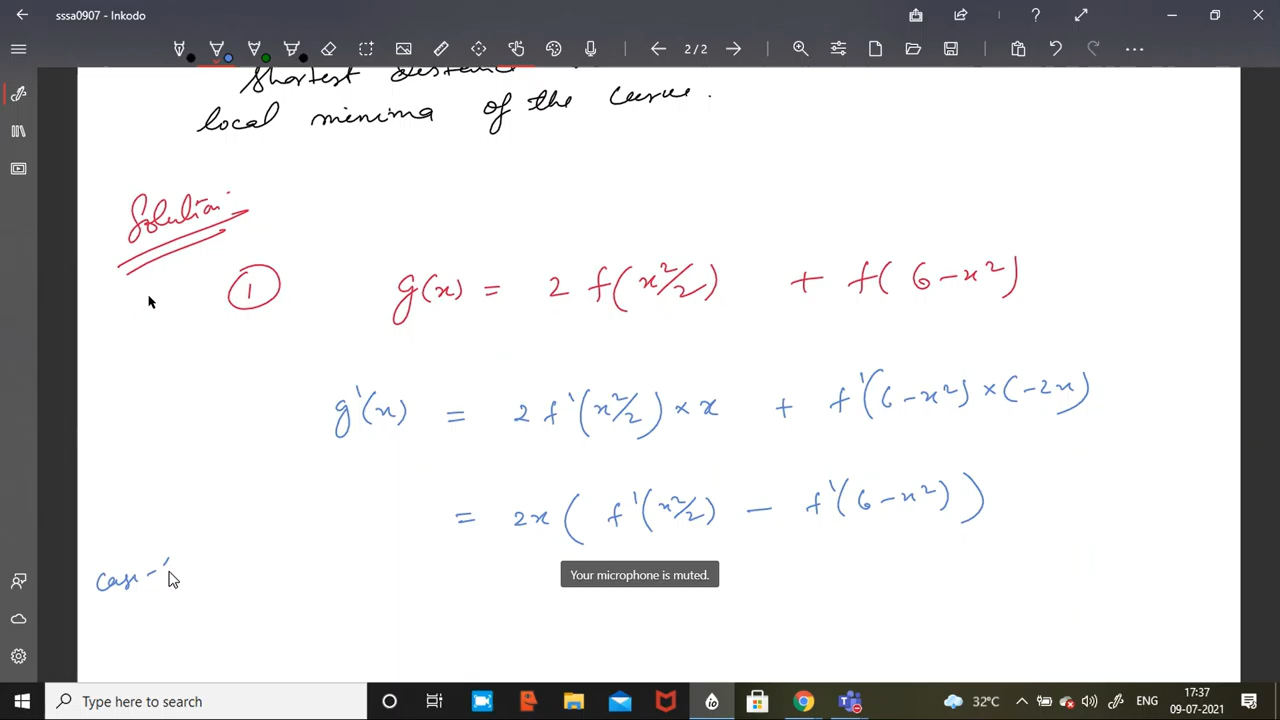 sssa0907 - Inkodo
2/2
shortest distance
local minima of the curve.
Solution
① g(x) = 2 f(x²/2) + f(6-x²)
g'(x) = 2 f'(x²/2) × x + f'(6-x²) × (-2x)
= 2x ( f'(x²/2) - f'(6-x²) )
Your microphone is muted.
Case -
Type here to search
32°C
ENG
17:37
09-07-2021